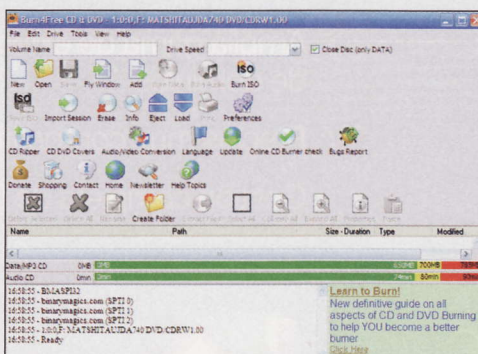 Burn4Free CD & DVD - 1:0:0,F: MATSHITAUJDA740 DVD/CDRW1.00
File Edit Drive Tools View Help
Volume Name Drive Speed Close Disc (only DATA)
New Open Save Fly Window Add Burn ISO
Import Session Erase Info Eject Load Preferences
CD Ripper CD DVD Covers Audio/Video Conversion Language Update Online CD Burner check Bugs Report
Donate Shopping Contact Home Newsletter Help Topics
Create Folder
Name Path Size - Duration Type Modified
Data/MP3 CD 0MB 0MB 650MB 700MB
Audio CD 0min 0min 74min 80min 90min
16:58:55 - BMASPI32
16:58:55 - binarymagics.com (SPTI 0)
16:58:55 - binarymagics.com (SPTI 1)
16:58:55 - binarymagics.com (SPTI 2)
16:58:55 - 1:0:0,F: MATSHITAUJDA740 DVD/CDRW1.00
16:58:55 - Ready
Learn to Burn!
New definitive guide on all
aspects of CD and DVD Burning
to help YOU become a better
burner
Click Here